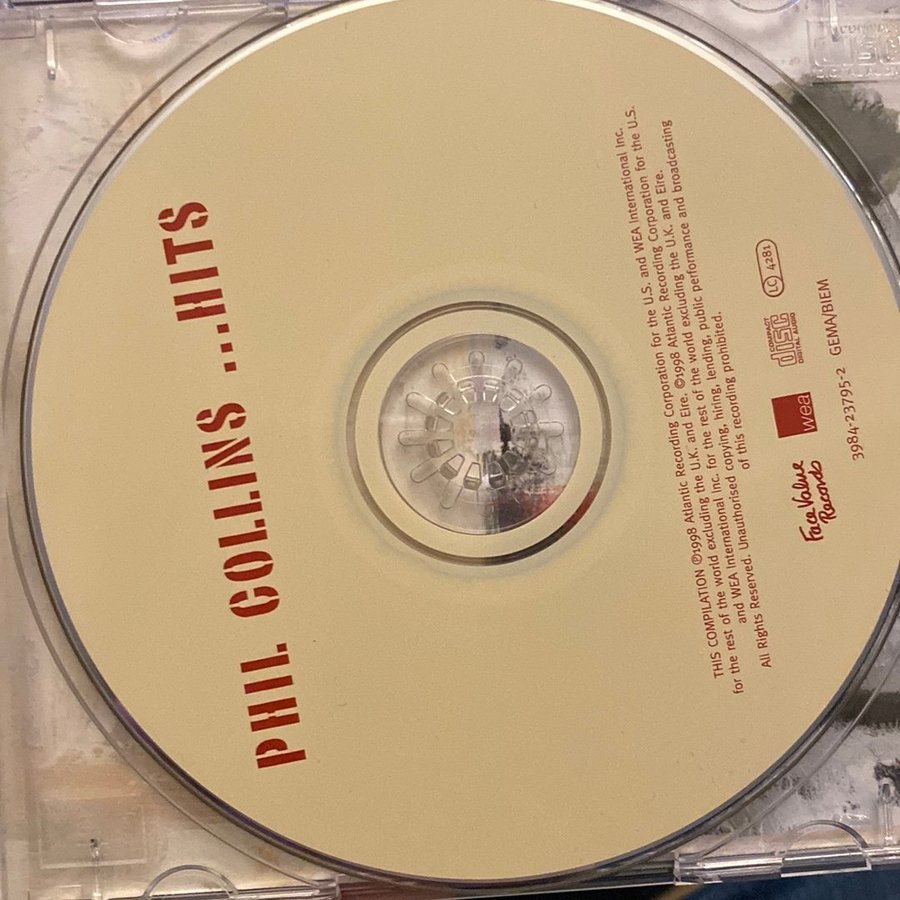 PHIL COLLINS ...HITS
THIS COMPILATION ℗1998 Atlantic Recording Corporation for the U.S. and WEA International Inc.
for the rest of the world excluding the U.K. and Eire. ©1998 Atlantic Recording Corporation for the U.S.
and WEA International Inc. for the rest of the world excluding the U.K. and Eire.
All Rights Reserved. Unauthorised copying, hiring, lending, public performance and broadcasting
of this recording prohibited.
Face Value
Records
wea
COMPACT
disc
DIGITAL AUDIO
LC 4281
3984-23795-2 GEMA/BIEM